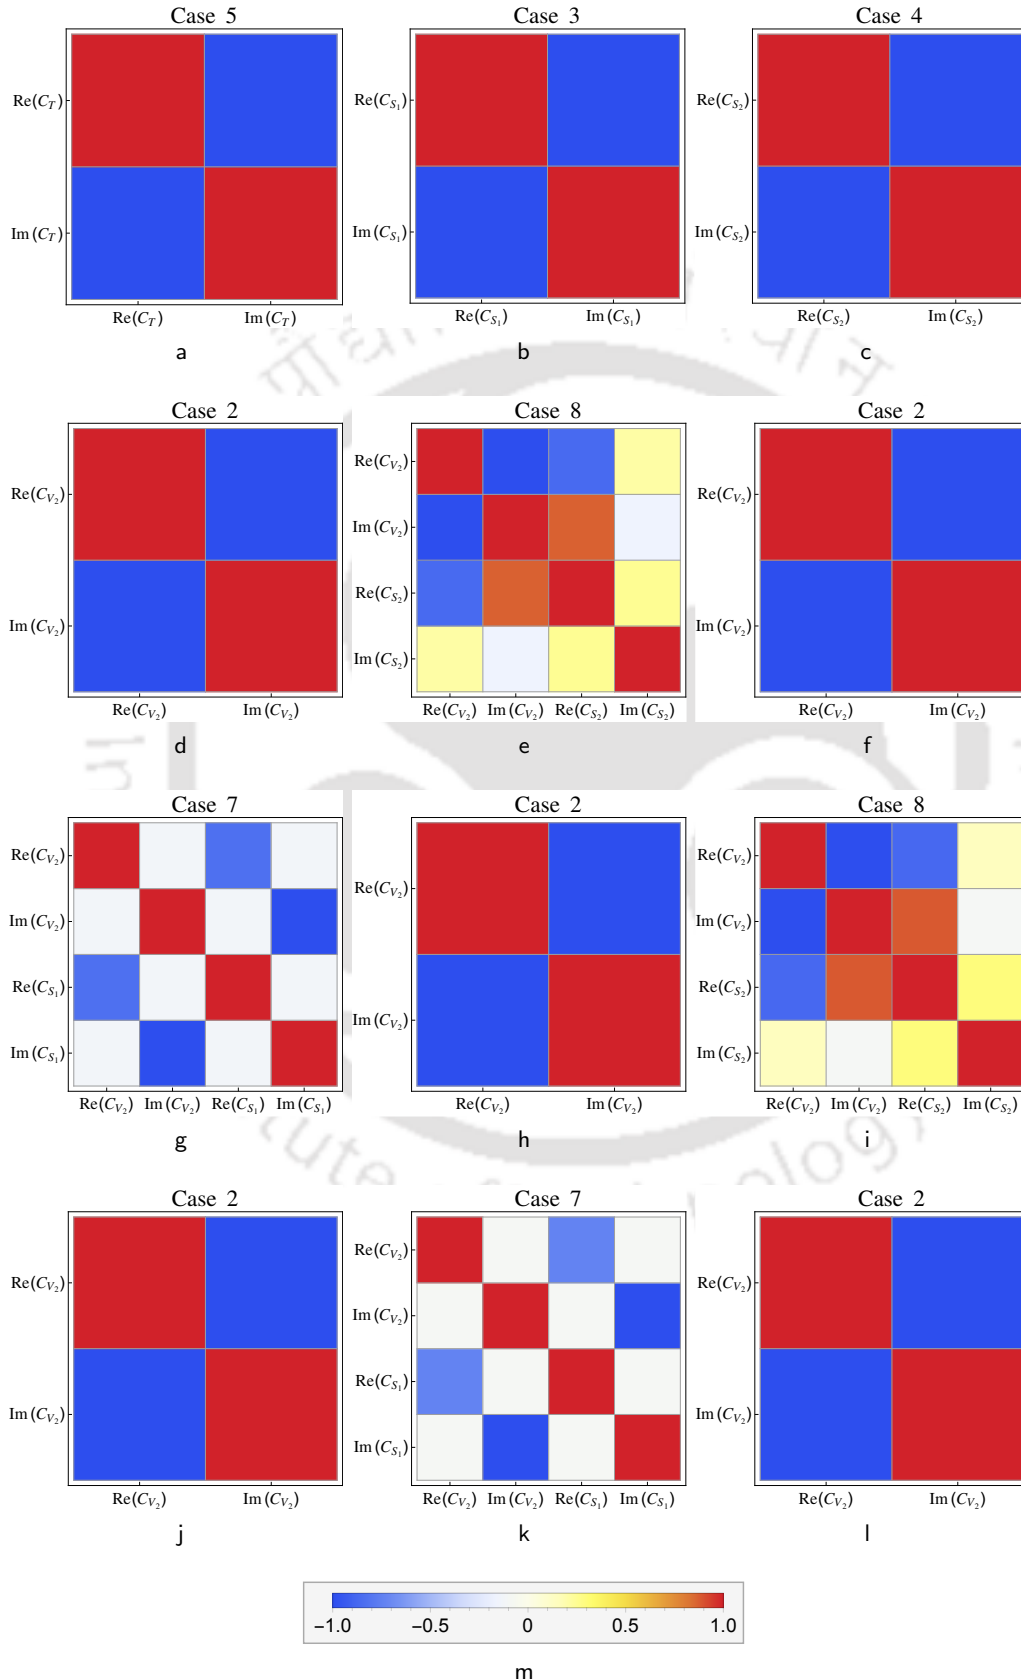 Case 5 Case 3 Case 4
Re(C_T) Re(C_{S_1}) Re(C_{S_2})
Im(C_T) Im(C_{S_1}) Im(C_{S_2})
Re(C_T) Im(C_T) Re(C_{S_1}) Im(C_{S_1}) Re(C_{S_2}) Im(C_{S_2})
a b c
Case 2 Case 8 Case 2
Re(C_{V_2})
Im(C_{V_2})
Re(C_{V_2}) Im(C_{V_2})
d
Re(C_{V_2})
Im(C_{V_2})
Re(C_{S_2})
Im(C_{S_2})
Re(C_{V_2}) Im(C_{V_2}) Re(C_{S_2}) Im(C_{S_2})
e
Re(C_{V_2})
Im(C_{V_2})
Re(C_{V_2}) Im(C_{V_2})
f
Case 7 Case 2 Case 8
Re(C_{V_2})
Im(C_{V_2})
Re(C_{S_1})
Im(C_{S_1})
Re(C_{V_2}) Im(C_{V_2}) Re(C_{S_1}) Im(C_{S_1})
g
Re(C_{V_2})
Im(C_{V_2})
Re(C_{V_2}) Im(C_{V_2})
h
Re(C_{V_2})
Im(C_{V_2})
Re(C_{S_2})
Im(C_{S_2})
Re(C_{V_2}) Im(C_{V_2}) Re(C_{S_2}) Im(C_{S_2})
i
Case 2 Case 7 Case 2
Re(C_{V_2})
Im(C_{V_2})
Re(C_{V_2}) Im(C_{V_2})
j
Re(C_{V_2})
Im(C_{V_2})
Re(C_{S_1})
Im(C_{S_1})
Re(C_{V_2}) Im(C_{V_2}) Re(C_{S_1}) Im(C_{S_1})
k
Re(C_{V_2})
Im(C_{V_2})
Re(C_{V_2}) Im(C_{V_2})
l
−1.0 −0.5 0 0.5 1.0
m